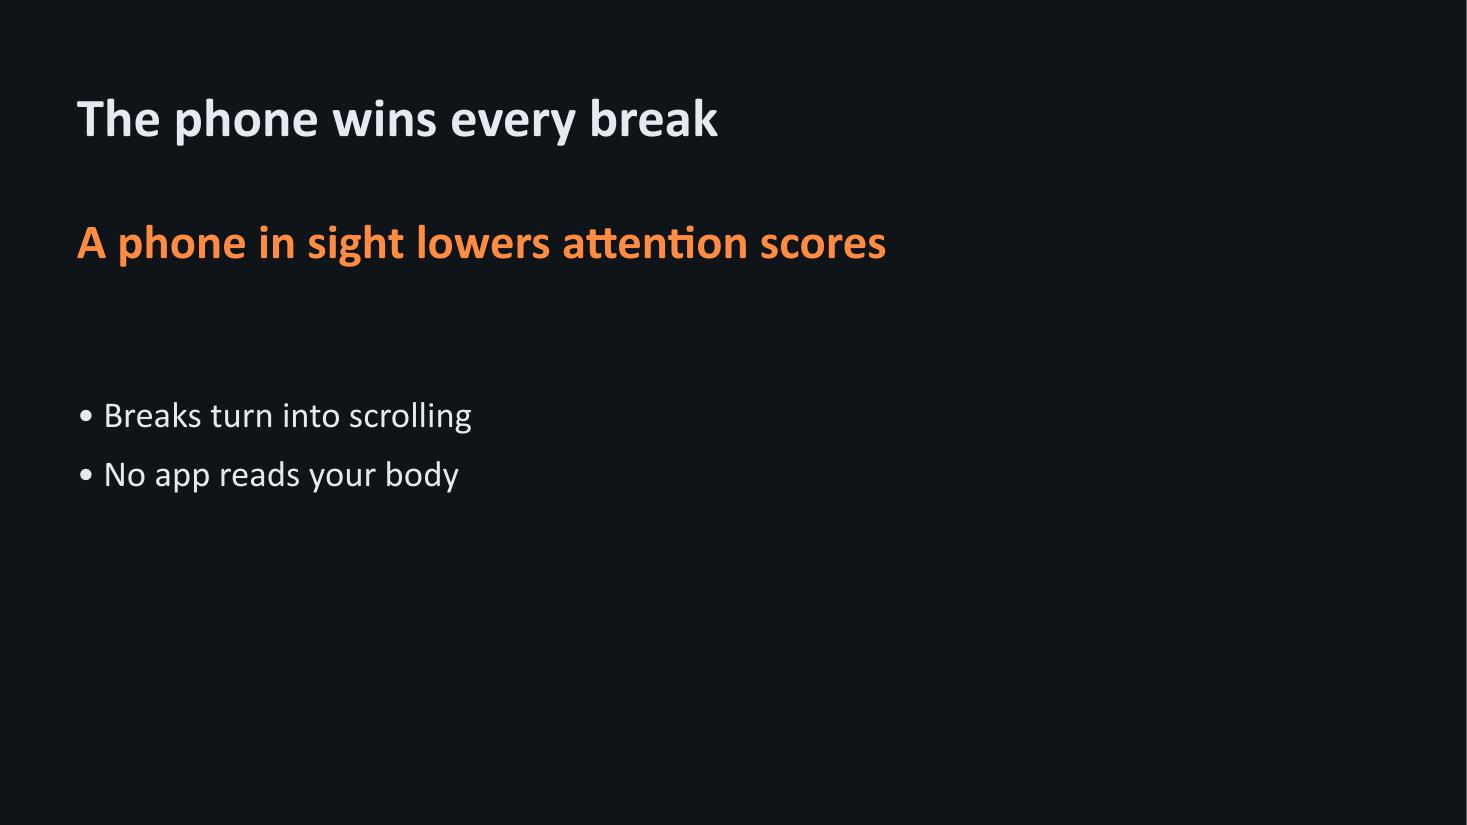 The phone wins every break
A phone in sight lowers attention scores
• Breaks turn into scrolling
• No app reads your body